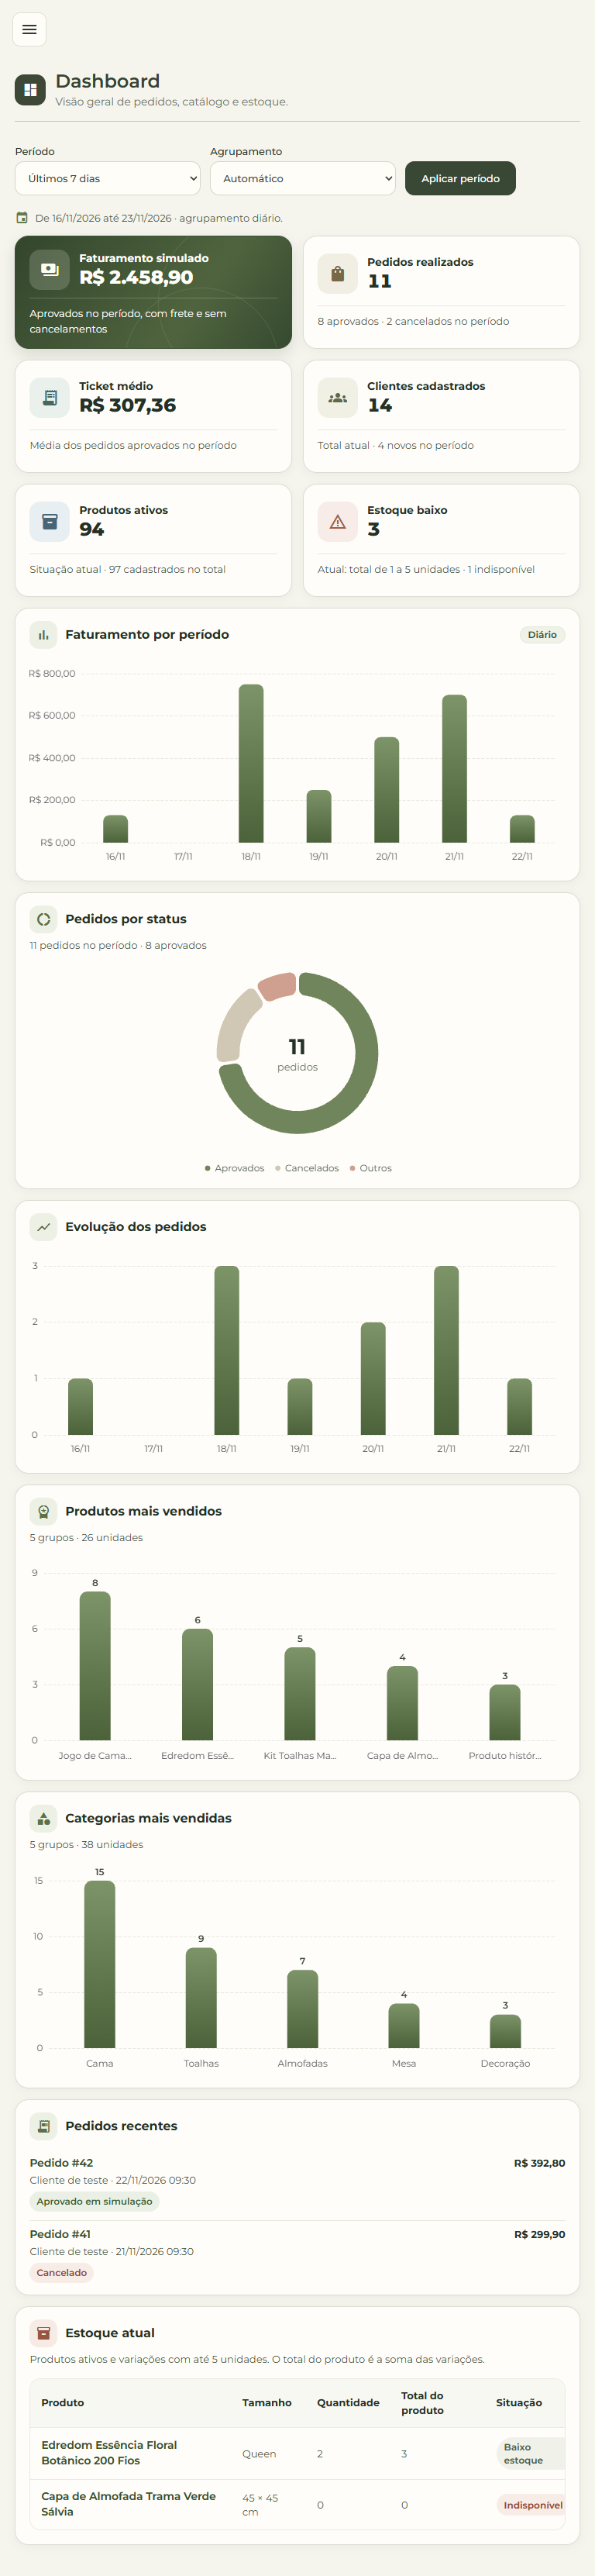 Dashboard
Visão geral de pedidos, catálogo e estoque.
Período
Agrupamento
Últimos 7 dias
Automático
Aplicar período
De 16/11/2026 até 23/11/2026 · agrupamento diário.
Faturamento simulado
R$ 2.458,90
Aprovados no período, com frete e sem
cancelamentos
Pedidos realizados
11
8 aprovados · 2 cancelados no período
Ticket médio
R$ 307,36
Média dos pedidos aprovados no período
Clientes cadastrados
14
Total atual · 4 novos no período
Produtos ativos
94
Situação atual · 97 cadastrados no total
Estoque baixo
3
Atual: total de 1 a 5 unidades · 1 indisponível
Faturamento por período
Diário
R$ 800,00
R$ 600,00
R$ 400,00
R$ 200,00
R$ 0,00
16/11
17/11
18/11
19/11
20/11
21/11
22/11
Pedidos por status
11 pedidos no período · 8 aprovados
11
pedidos
Aprovados
Cancelados
Outros
Evolução dos pedidos
3
2
1
0
16/11
17/11
18/11
19/11
20/11
21/11
22/11
Produtos mais vendidos
5 grupos · 26 unidades
9
6
3
0
8
6
5
4
3
Jogo de Cama...
Edredom Essê...
Kit Toalhas Ma...
Capa de Almo...
Produto histór...
Categorias mais vendidas
5 grupos · 38 unidades
15
10
5
0
15
9
7
4
3
Cama
Toalhas
Almofadas
Mesa
Decoração
Pedidos recentes
Pedido #42
R$ 392,80
Cliente de teste · 22/11/2026 09:30
Aprovado em simulação
Pedido #41
R$ 299,90
Cliente de teste · 21/11/2026 09:30
Cancelado
Estoque atual
Produtos ativos e variações com até 5 unidades. O total do produto é a soma das variações.
Produto
Tamanho
Quantidade
Total do
produto
Situação
Edredom Essência Floral
Botânico 200 Fios
Queen
2
3
Baixo
estoque
Capa de Almofada Trama Verde
Sálvia
45 × 45
cm
0
0
Indisponível